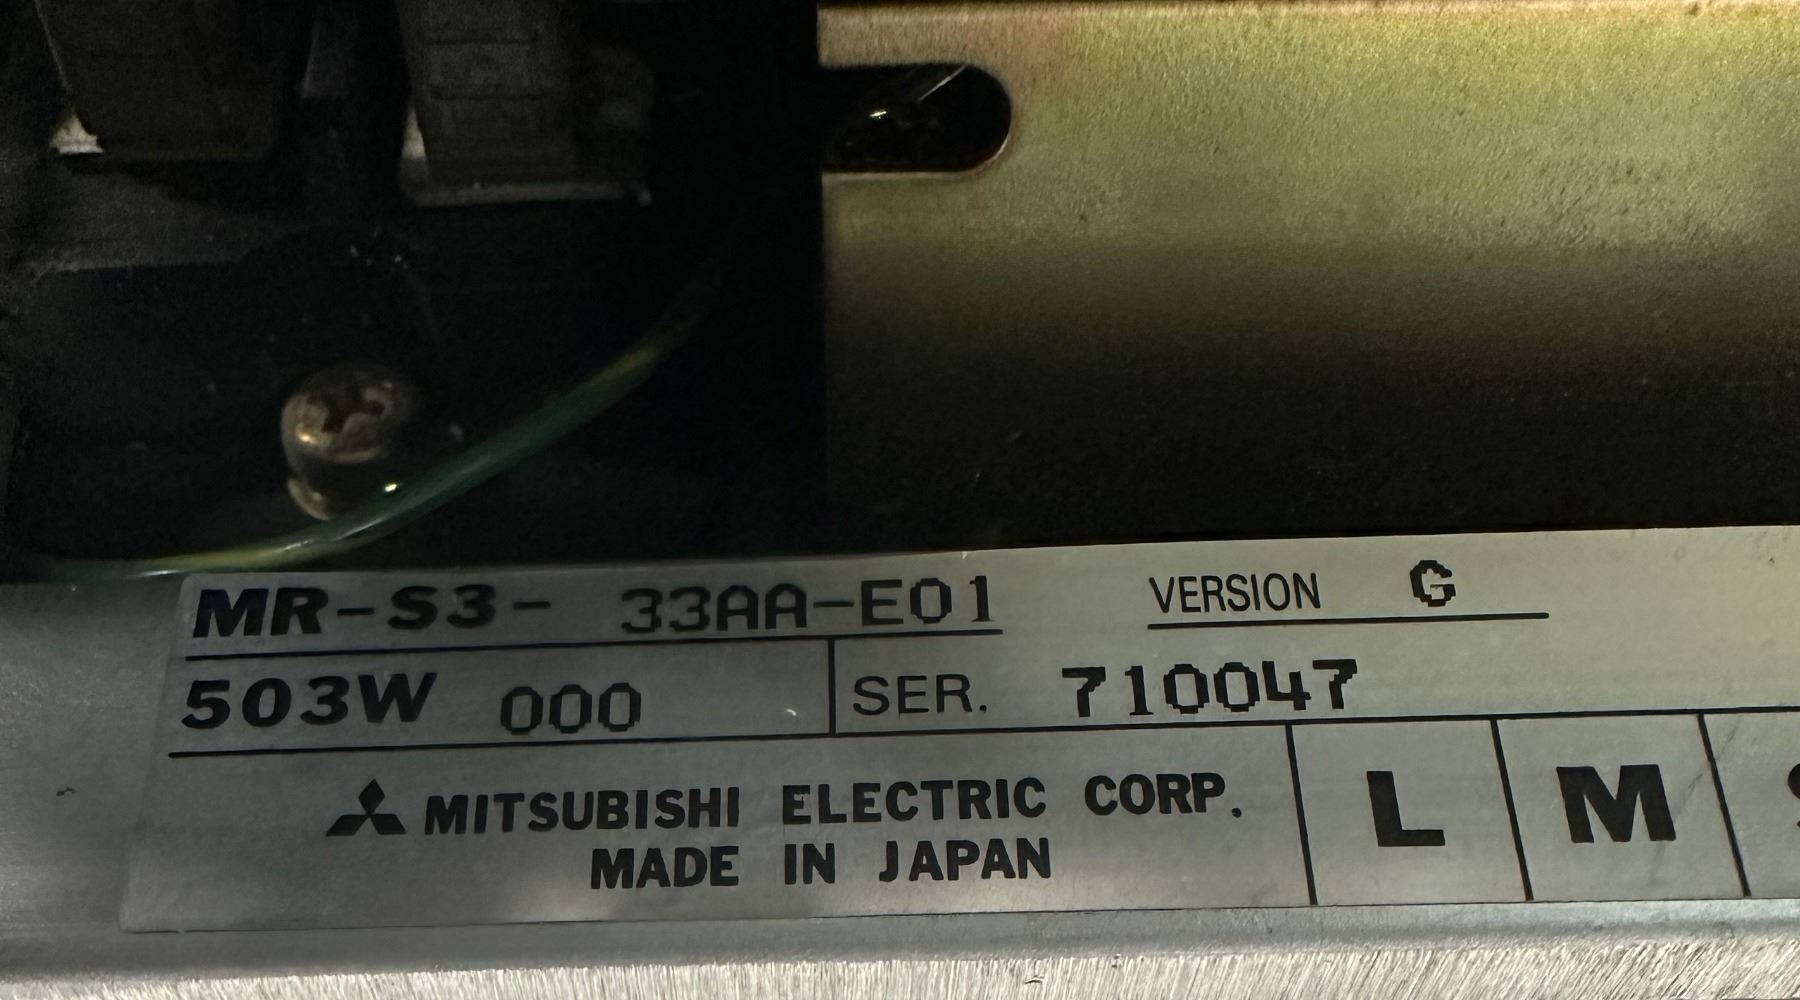 MR-S3- 33AA-E01 VERSION G
503W 000 SER. 710047
MITSUBISHI ELECTRIC CORP. L M
MADE IN JAPAN